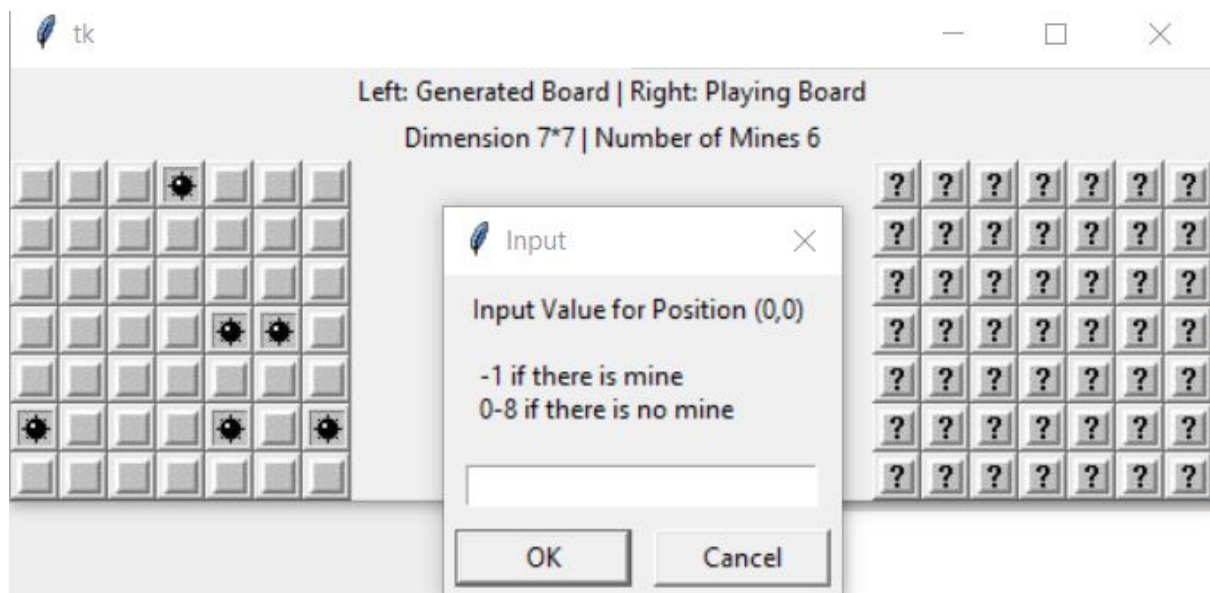 tk
Left: Generated Board | Right: Playing Board
Dimension 7*7 | Number of Mines 6
? ? ? ? ? ? ?
? ? ? ? ? ? ?
? ? ? ? ? ? ?
? ? ? ? ? ? ?
? ? ? ? ? ? ?
? ? ? ? ? ? ?
? ? ? ? ? ? ?
Input
Input Value for Position (0,0)
-1 if there is mine
0-8 if there is no mine
OK Cancel